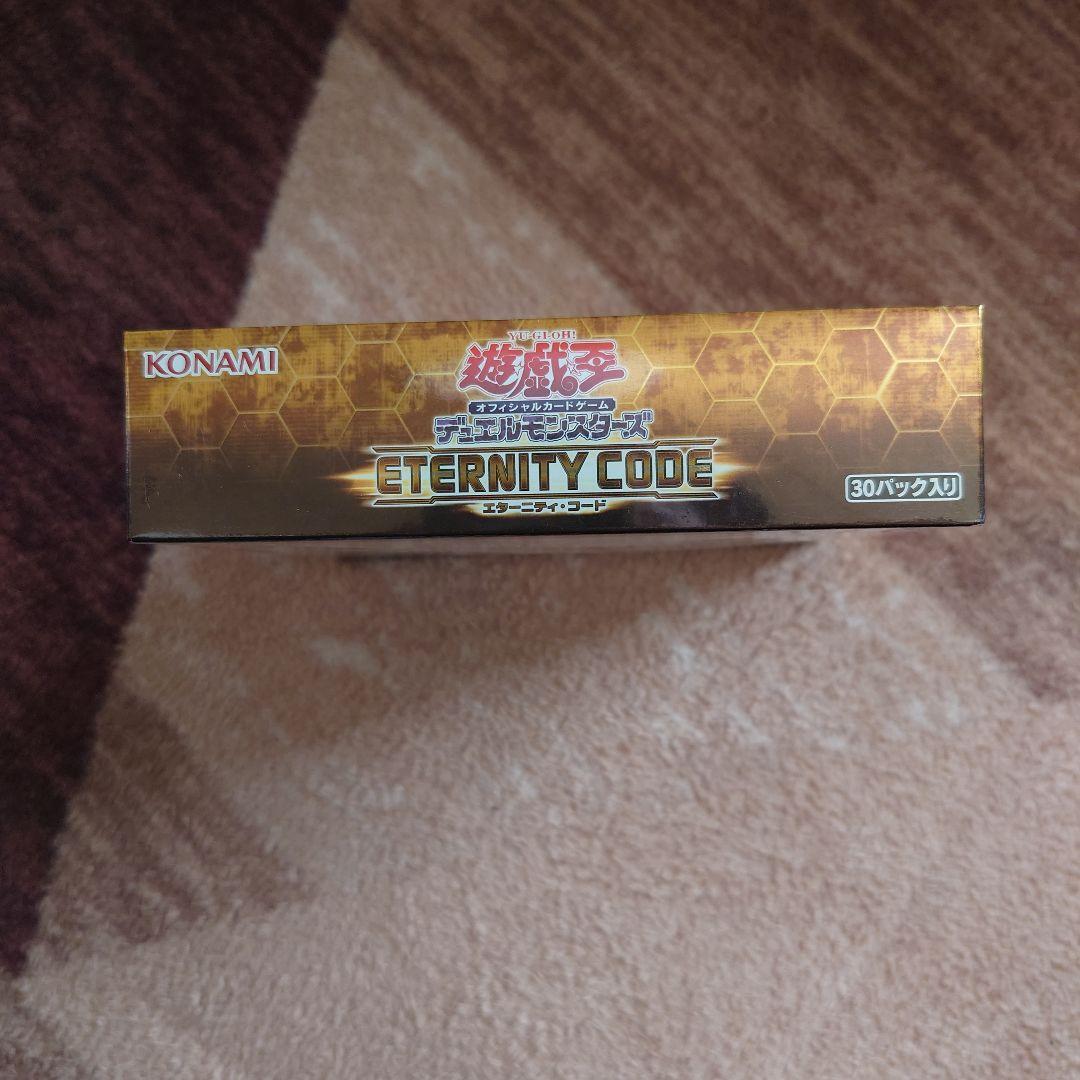 KONAMI
YU-GI-OH!
遊戯王
オフィシャルカードゲーム
デュエルモンスターズ
ETERNITY CODE
エターニティ・コード
30パック入り